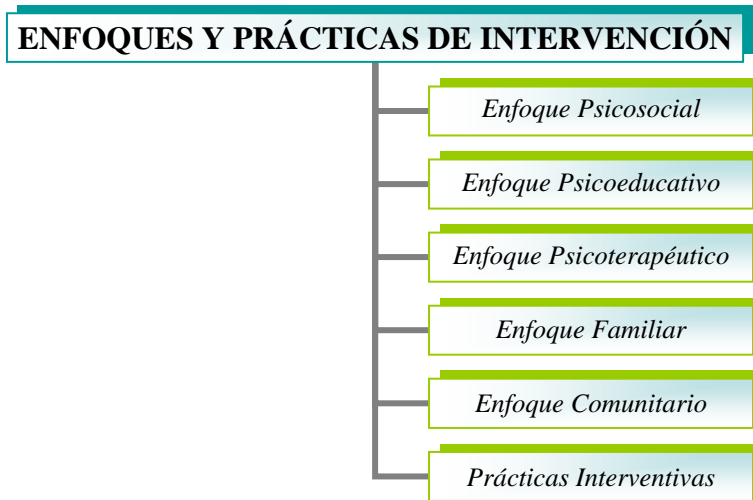 ENFOQUES Y PRÁCTICAS DE INTERVENCIÓN
Enfoque Psicosocial
Enfoque Psicoeducativo
Enfoque Psicoterapéutico
Enfoque Familiar
Enfoque Comunitario
Prácticas Interventivas